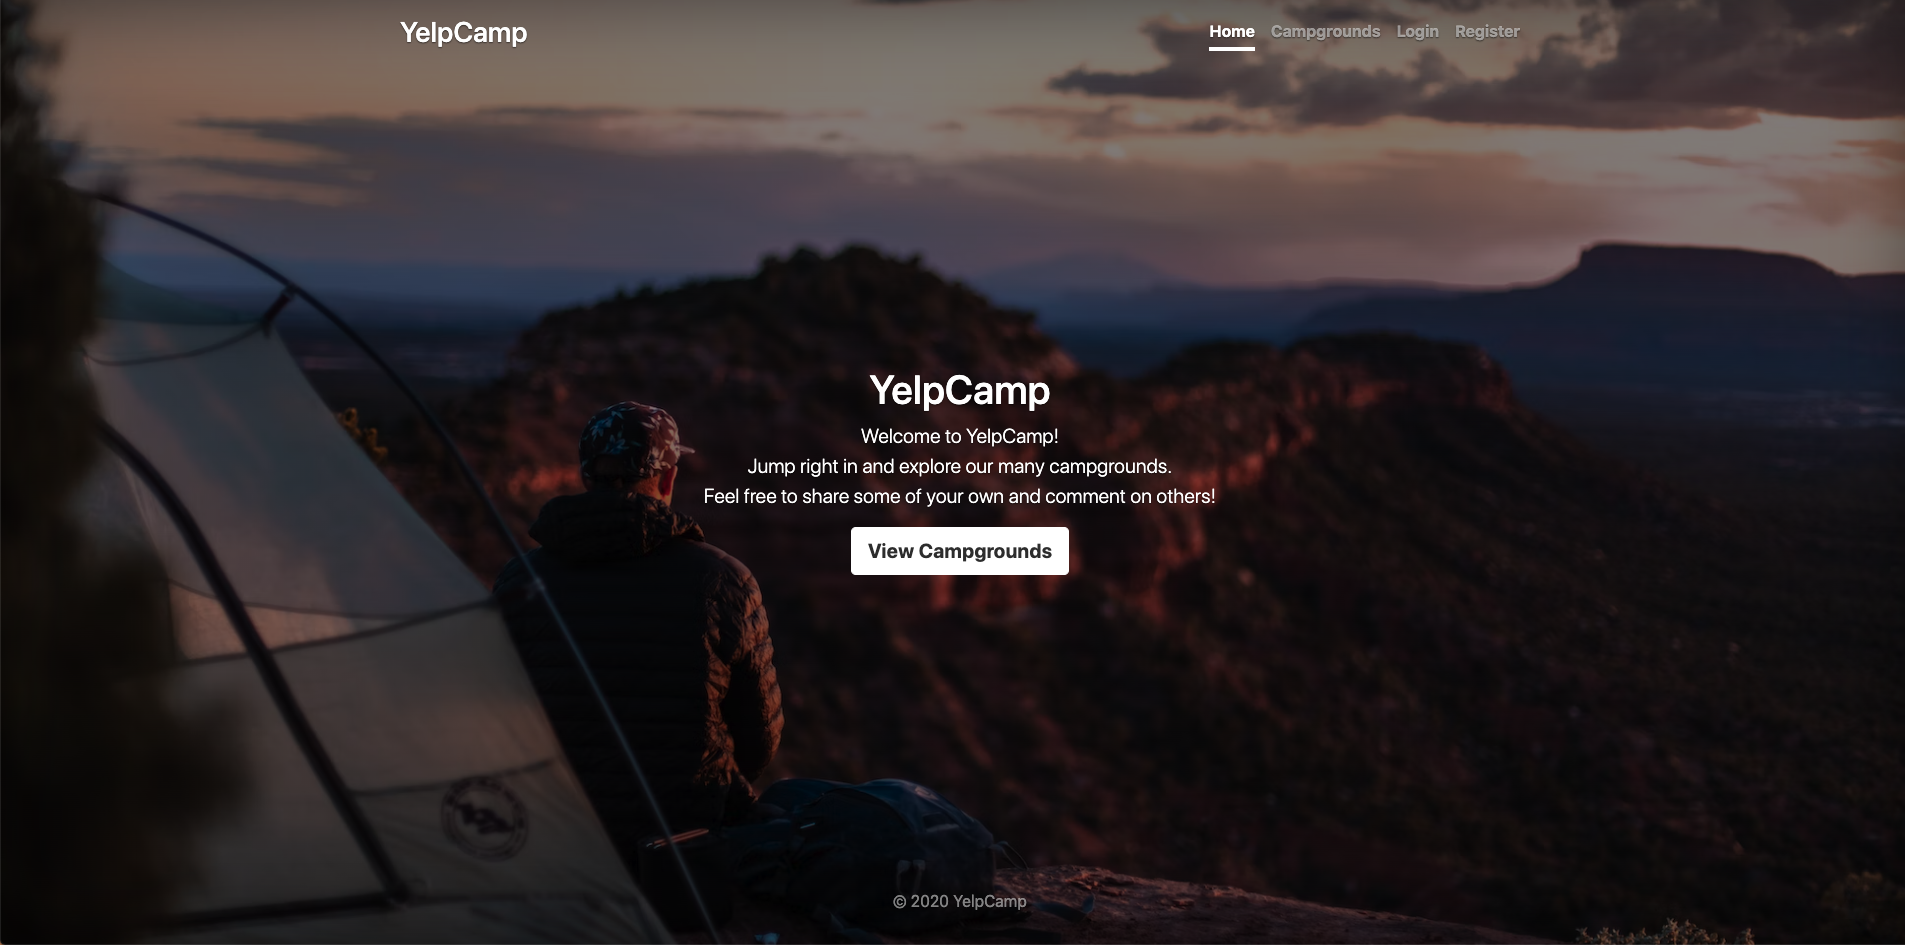 YelpCamp
Home Campgrounds Login Register
YelpCamp
Welcome to YelpCamp!
Jump right in and explore our many campgrounds.
Feel free to share some of your own and comment on others!
View Campgrounds
© 2020 YelpCamp